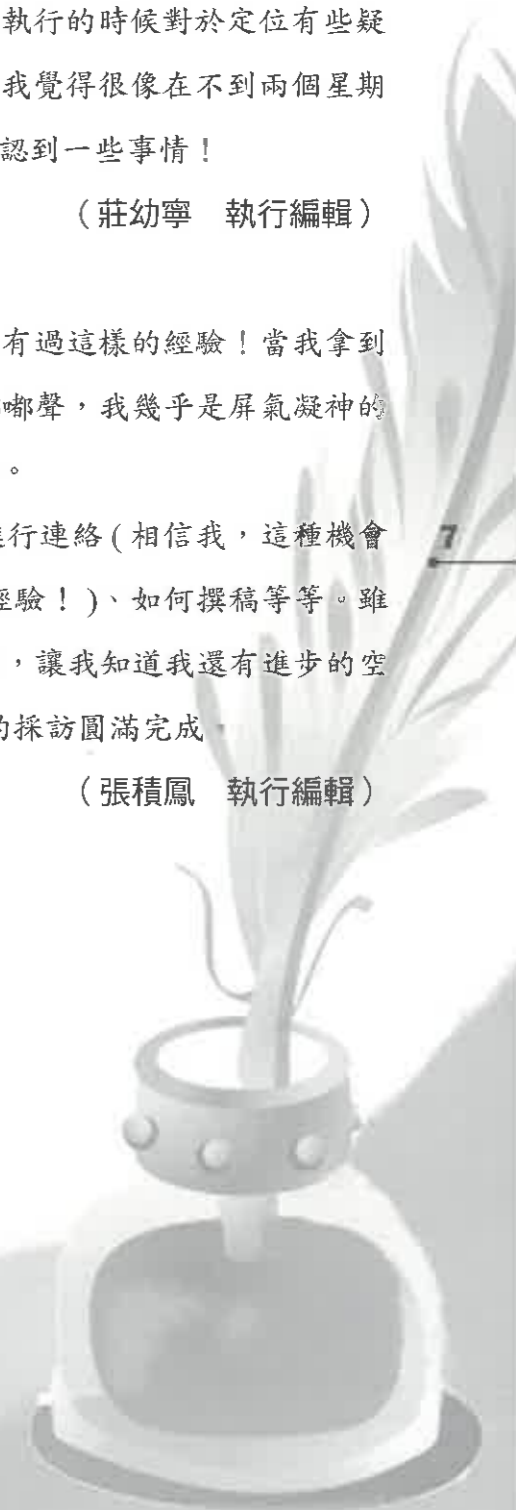 執行的時候對於定位有些疑
我覺得很像在不到兩個星期
認到一些事情！
（莊幼寧　執行編輯）
有過這樣的經驗！當我拿到
嘟聲，我幾乎是屏氣凝神的
。
進行連絡(相信我，這種機會
經驗！)、如何撰稿等等。雖
，讓我知道我還有進步的空
的採訪圓滿完成
（張積鳳　執行編輯）
7